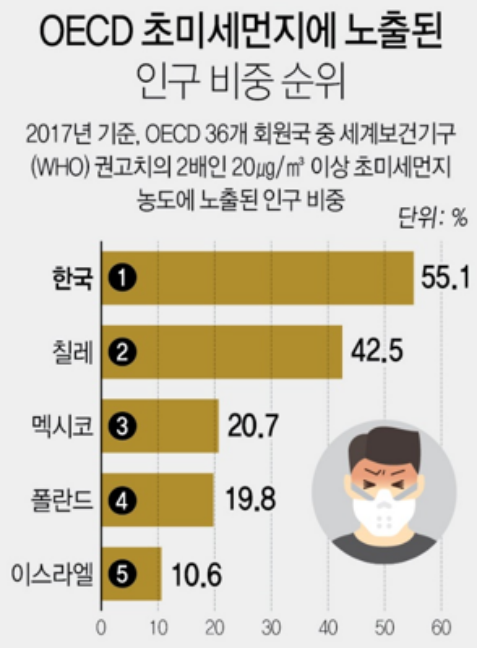 OECD 초미세먼지에 노출된
인구 비중 순위
2017년 기준, OECD 36개 회원국 중 세계보건기구
(WHO) 권고치의 2배인 20㎍/㎥ 이상 초미세먼지
농도에 노출된 인구 비중
단위: %
한국 1 55.1
칠레 2 42.5
멕시코 3 20.7
폴란드 4 19.8
이스라엘 5 10.6
0 10 20 30 40 50 60